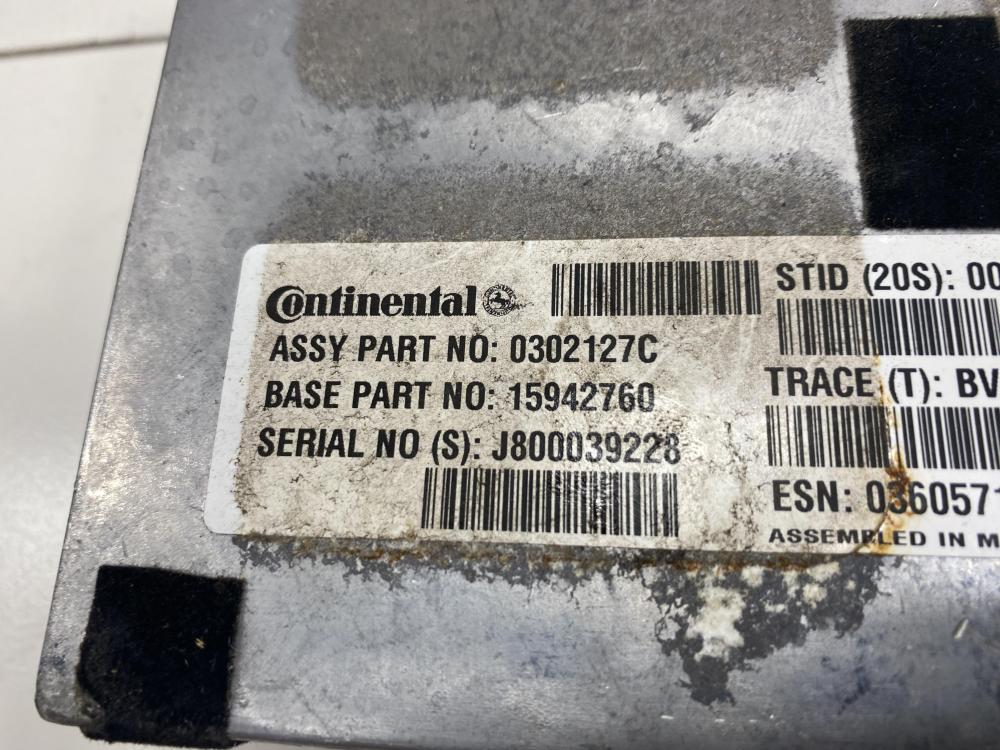 Continental
ASSY PART NO: 0302127C
BASE PART NO: 15942760
SERIAL NO (S): J800039228
STID (20S): 00
TRACE (T): BV
ESN: 0360571
ASSEMBLED IN M